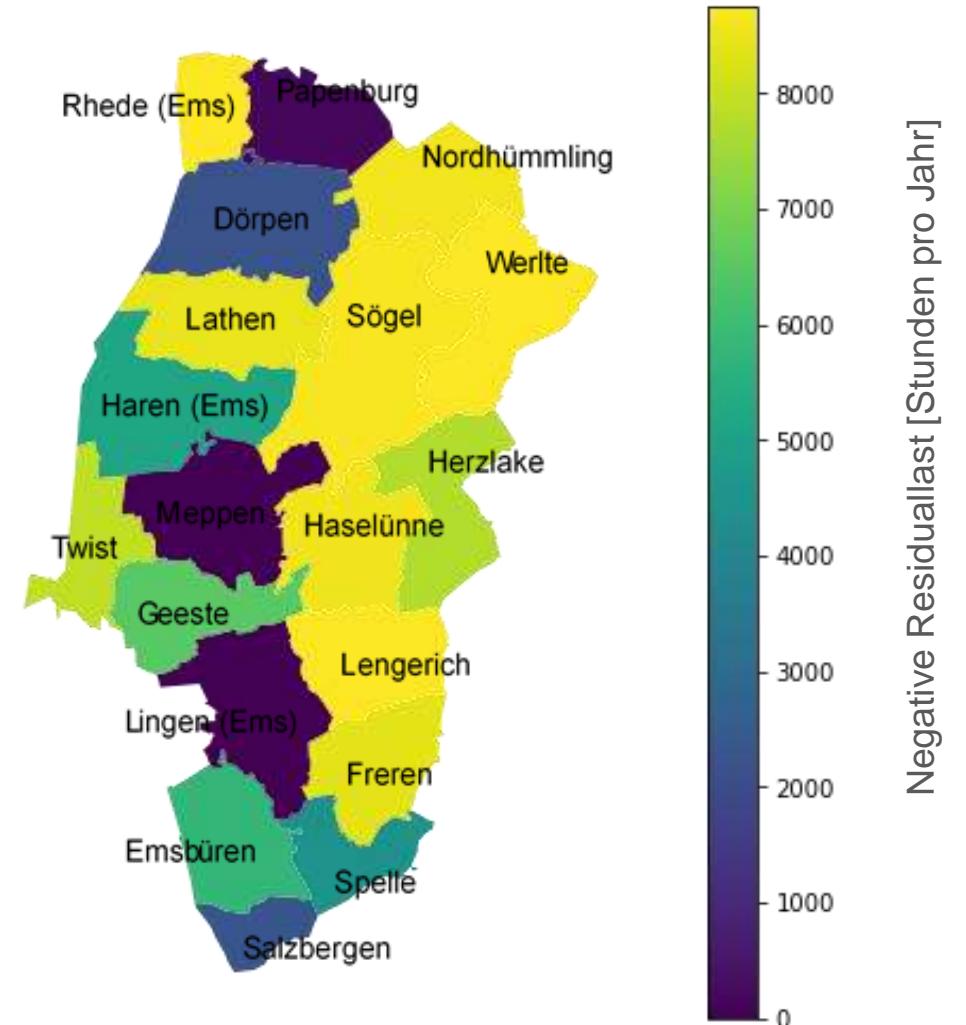 Rhede (Ems)
Papenburg
Nordhümmling
Dörpen
Werlte
Lathen
Sögel
Haren (Ems)
Herzlake
Meppen
Haselünne
Twist
Geeste
Lengerich
Lingen (Ems)
Freren
Emsbüren
Spelle
Salzbergen
8000
7000
6000
5000
4000
3000
2000
1000
0
Negative Residuallast [Stunden pro Jahr]